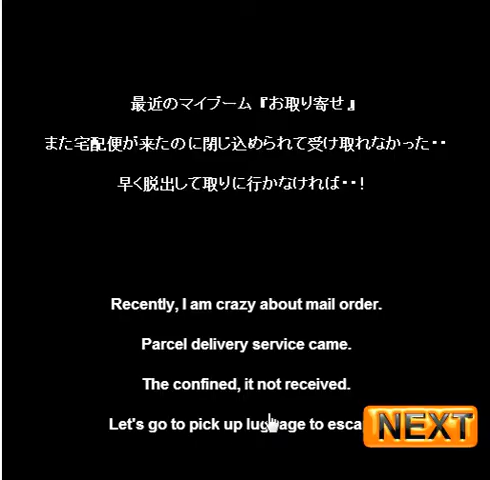 最近のマイブーム『お取り寄せ』
また宅配便が来たのに閉じ込められて受け取れなかった・・
早く脱出して取りに行かなければ・・!
Recently, I am crazy about mail order.
Parcel delivery service came.
The confined, it not received.
Let's go to pick up luggage to esca
NEXT